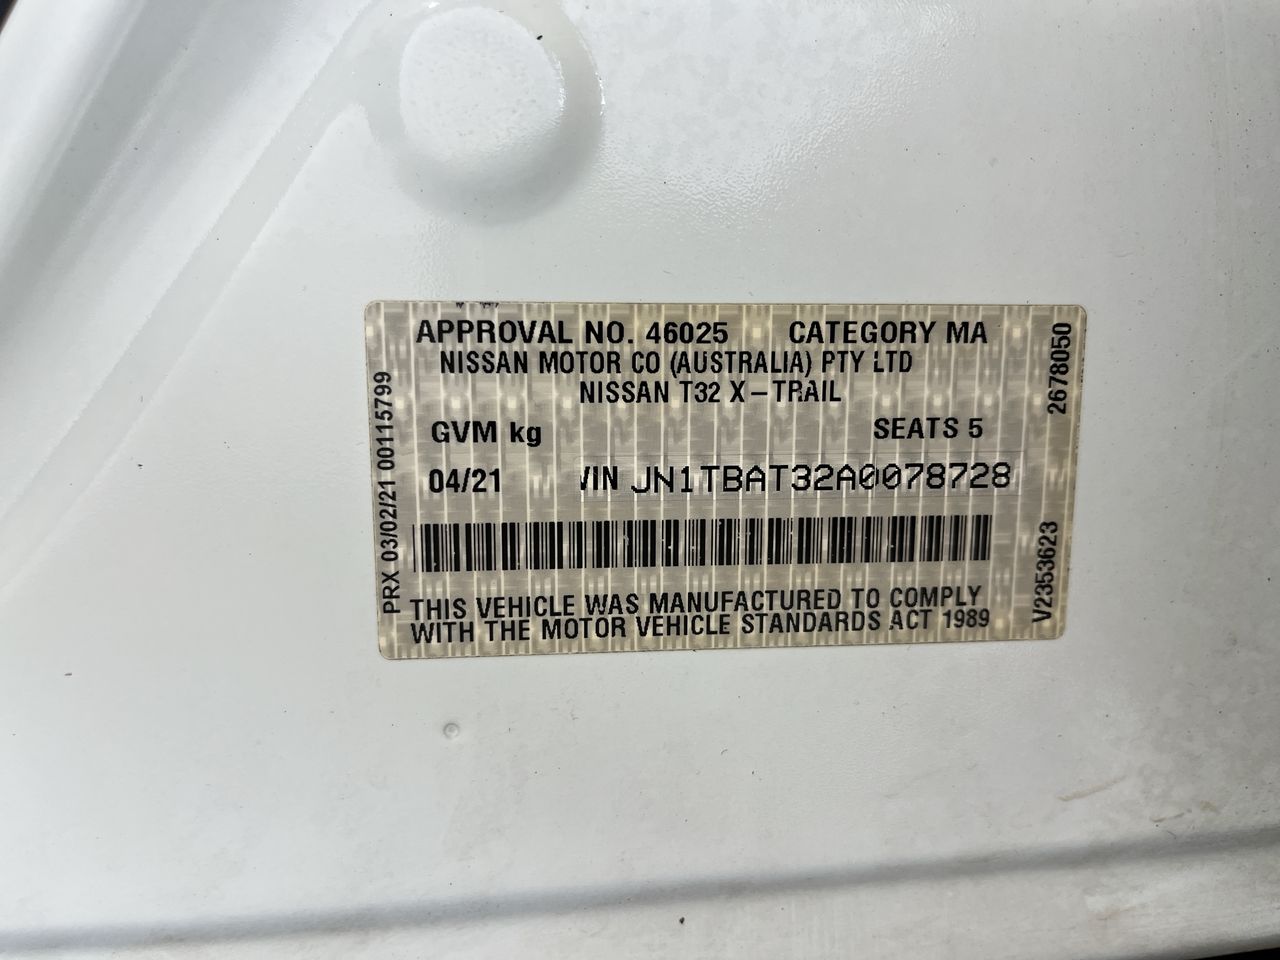 APPROVAL NO. 46025 CATEGORY MA
NISSAN MOTOR CO (AUSTRALIA) PTY LTD
NISSAN T32 X-TRAIL
GVM kg SEATS 5
04/21 VIN JN1TBAT32A0078728
THIS VEHICLE WAS MANUFACTURED TO COMPLY
WITH THE MOTOR VEHICLE STANDARDS ACT 1989
PRX 03/02/21 00115799
2678050
V2353623